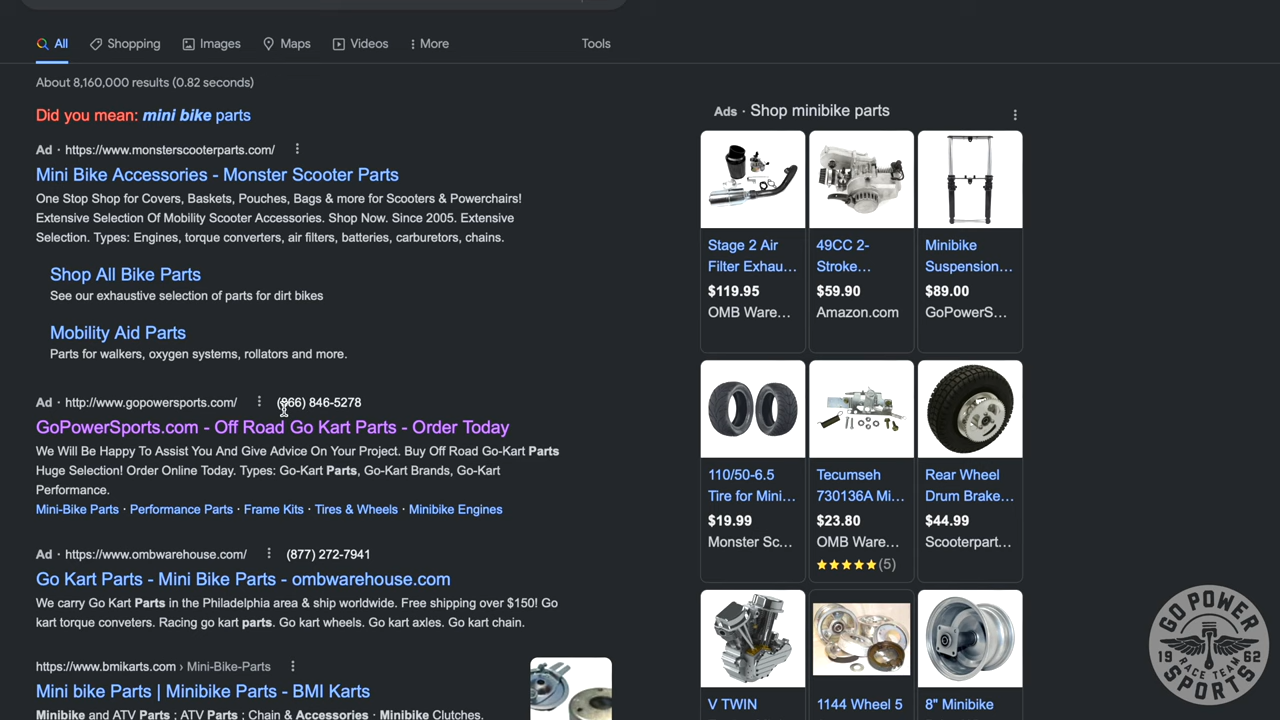 All
Shopping
Images
Maps
Videos
More
Tools
About 8,160,000 results (0.82 seconds)
Did you mean: mini bike parts
Ad · https://www.monsterscooterparts.com/
Mini Bike Accessories - Monster Scooter Parts
One Stop Shop for Covers, Baskets, Pouches, Bags & more for Scooters & Powerchairs!
Extensive Selection Of Mobility Scooter Accessories. Shop Now. Since 2005. Extensive
Selection. Types: Engines, torque converters, air filters, batteries, carburetors, chains.
Shop All Bike Parts
See our exhaustive selection of parts for dirt bikes
Mobility Aid Parts
Parts for walkers, oxygen systems, rollators and more.
Ad · http://www.gopowersports.com/
846-5278
GoPowerSports.com - Off Road Go Kart Parts - Order Today
We Will Be Happy To Assist You And Give Advice On Your Project. Buy Off Road Go-Kart Parts
Huge Selection! Order Online Today. Types: Go-Kart Parts, Go-Kart Brands, Go-Kart
Performance.
Mini-Bike Parts · Performance Parts · Frame Kits · Tires & Wheels · Minibike Engines
Ad · https://www.ombwarehouse.com/
(877) 272-7941
Go Kart Parts - Mini Bike Parts - ombwarehouse.com
We carry Go Kart Parts in the Philadelphia area & ship worldwide. Free shipping over $150! Go
kart torque conveters. Racing go kart parts. Go kart wheels. Go kart axles. Go kart chain.
https://www.bmikarts.com › Mini-Bike-Parts
Mini bike Parts | Minibike Parts - BMI Karts
Minibike and ATV Parts ; ATV Parts ; Chain & Accessories · Minibike Clutches.
Ads · Shop minibike parts
Stage 2 Air
Filter Exhau...
$119.95
OMB Ware...
49CC 2-
Stroke...
$59.90
Amazon.com
Minibike
Suspension...
$89.00
GoPowerS...
110/50-6.5
Tire for Mini...
$19.99
Monster Sc...
Tecumseh
730136A Mi...
$23.80
OMB Ware...
(5)
Rear Wheel
Drum Brake...
$44.99
Scooterpart...
V TWIN
1144 Wheel 5
8" Minibike
GO POWER
19 62
RACE TEAM
SPORTS